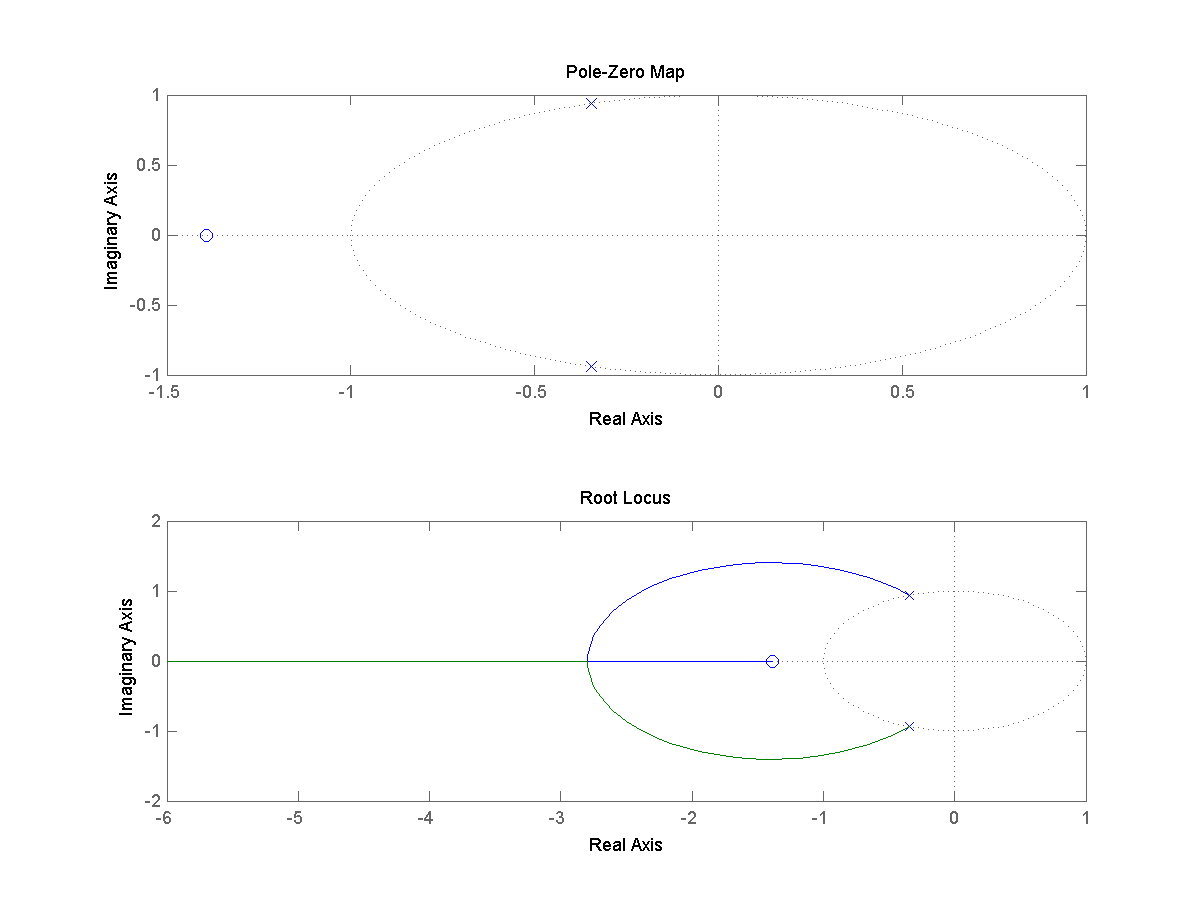 Pole-Zero Map
1
0.5
0
-0.5
-1
Imaginary Axis
-1.5 -1 -0.5 0 0.5 1
Real Axis
Root Locus
2
1
0
-1
-2
Imaginary Axis
-6 -5 -4 -3 -2 -1 0 1
Real Axis